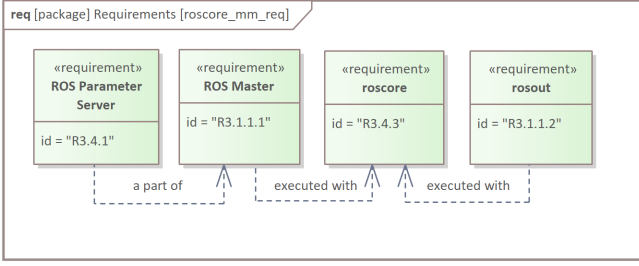 req [package] Requirements [roscore_mm_req]
«requirement»
ROS Parameter
Server
id = "R3.4.1"
«requirement»
ROS Master
id = "R3.1.1.1"
«requirement»
roscore
id = "R3.4.3"
«requirement»
rosout
id = "R3.1.1.2"
a part of
executed with
executed with